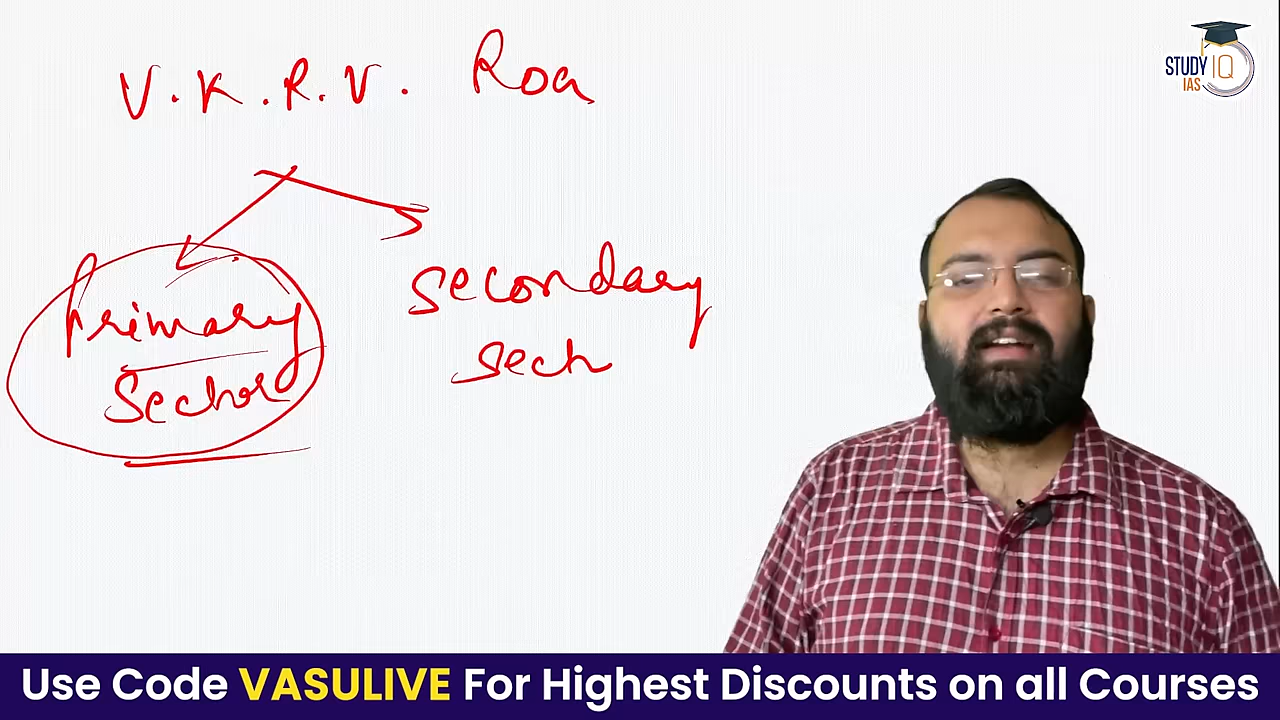 V.K.R.V. Roa
Primary
Sector
secondary
sech
STUDY IQ
IAS
Use Code VASULIVE For Highest Discounts on all Courses